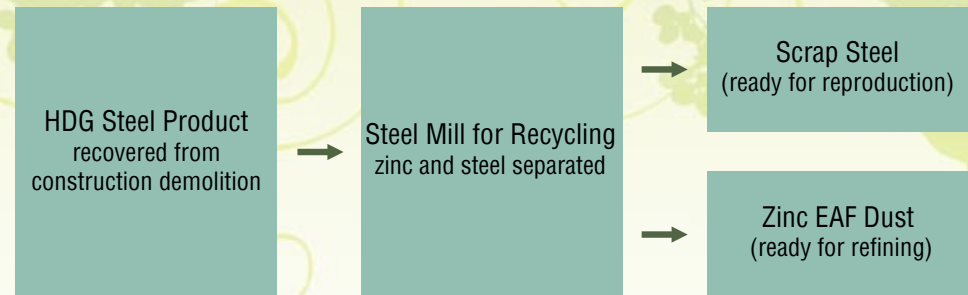 HDG Steel Product
recovered from
construction demolition
Steel Mill for Recycling
zinc and steel separated
Scrap Steel
(ready for reproduction)
Zinc EAF Dust
(ready for refining)